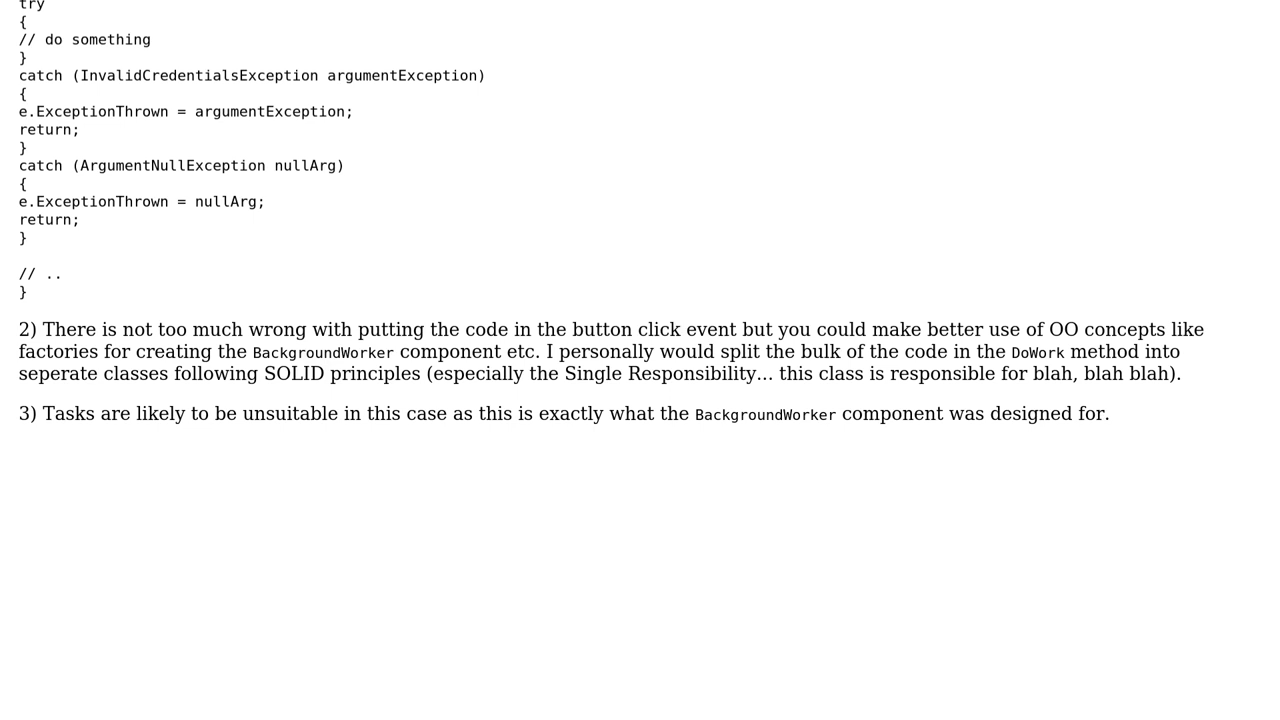 try
{
// do something
}
catch (InvalidCredentialsException argumentException)
{
e.ExceptionThrown = argumentException;
return;
}
catch (ArgumentNullException nullArg)
{
e.ExceptionThrown = nullArg;
return;
}
// ..
}
2) There is not too much wrong with putting the code in the button click event but you could make better use of OO concepts like
factories for creating the BackgroundWorker component etc. I personally would split the bulk of the code in the DoWork method into
seperate classes following SOLID principles (especially the Single Responsibility... this class is responsible for blah, blah blah).
3) Tasks are likely to be unsuitable in this case as this is exactly what the BackgroundWorker component was designed for.